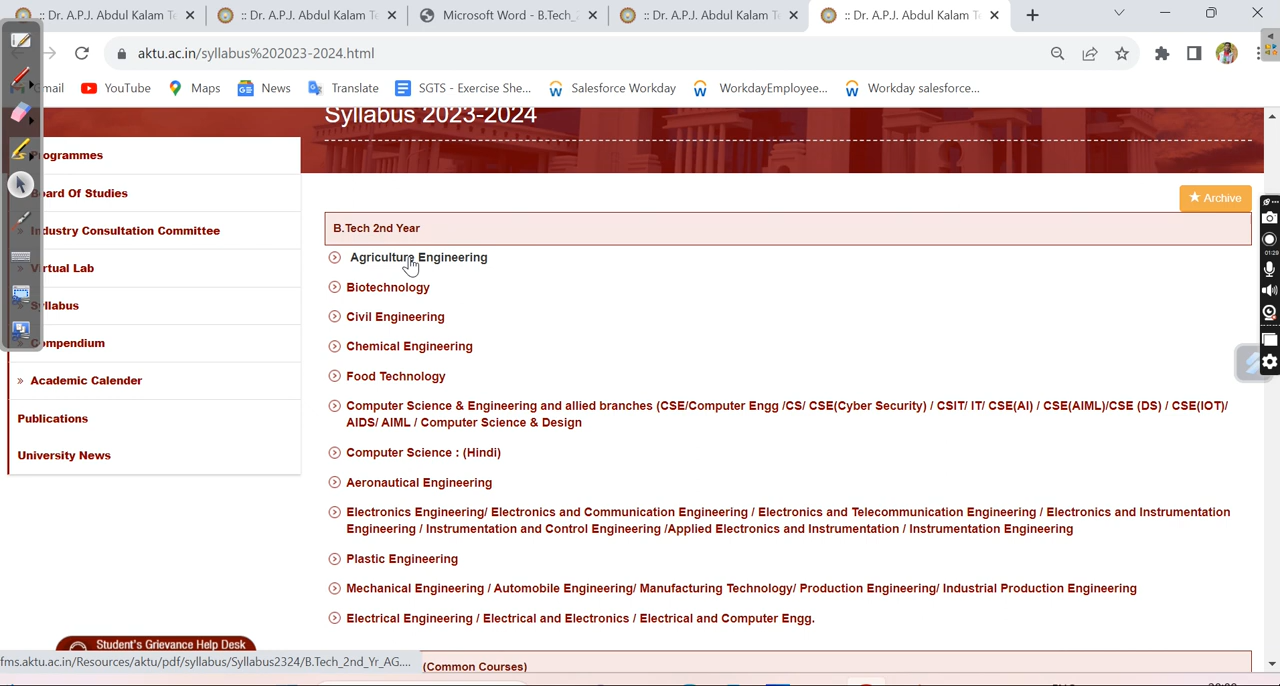 :: Dr. A.P.J. Abdul Kalam T
:: Dr. A.P.J. Abdul Kalam Te
Microsoft Word - B.Tech_
:: Dr. A.P.J. Abdul Kalam T
:: Dr. A.P.J. Abdul Kalam T
aktu.ac.in/syllabus%202023-2024.html
mail
YouTube
Maps
News
Translate
SGTS - Exercise She...
Salesforce Workday
WorkdayEmployee...
Workday salesforce...
Syllabus 2023-2024
ogrammes
ard Of Studies
» Industry Consultation Committee
rtual Lab
llabus
mpendium
» Academic Calender
Publications
University News
Student's Grievance Help Desk
Archive
B.Tech 2nd Year
Agriculture Engineering
Biotechnology
Civil Engineering
Chemical Engineering
Food Technology
Computer Science & Engineering and allied branches (CSE/Computer Engg /CS/ CSE(Cyber Security) / CSIT/ IT/ CSE(AI) / CSE(AIML)/CSE (DS) / CSE(IOT)/
AIDS/ AIML / Computer Science & Design
Computer Science : (Hindi)
Aeronautical Engineering
Electronics Engineering/ Electronics and Communication Engineering / Electronics and Telecommunication Engineering / Electronics and Instrumentation
Engineering / Instrumentation and Control Engineering /Applied Electronics and Instrumentation / Instrumentation Engineering
Plastic Engineering
Mechanical Engineering / Automobile Engineering/ Manufacturing Technology/ Production Engineering/ Industrial Production Engineering
Electrical Engineering / Electrical and Electronics / Electrical and Computer Engg.
(Common Courses)
fms.aktu.ac.in/Resources/aktu/pdf/syllabus/Syllabus2324/B.Tech_2nd_Yr_AG....
01:29